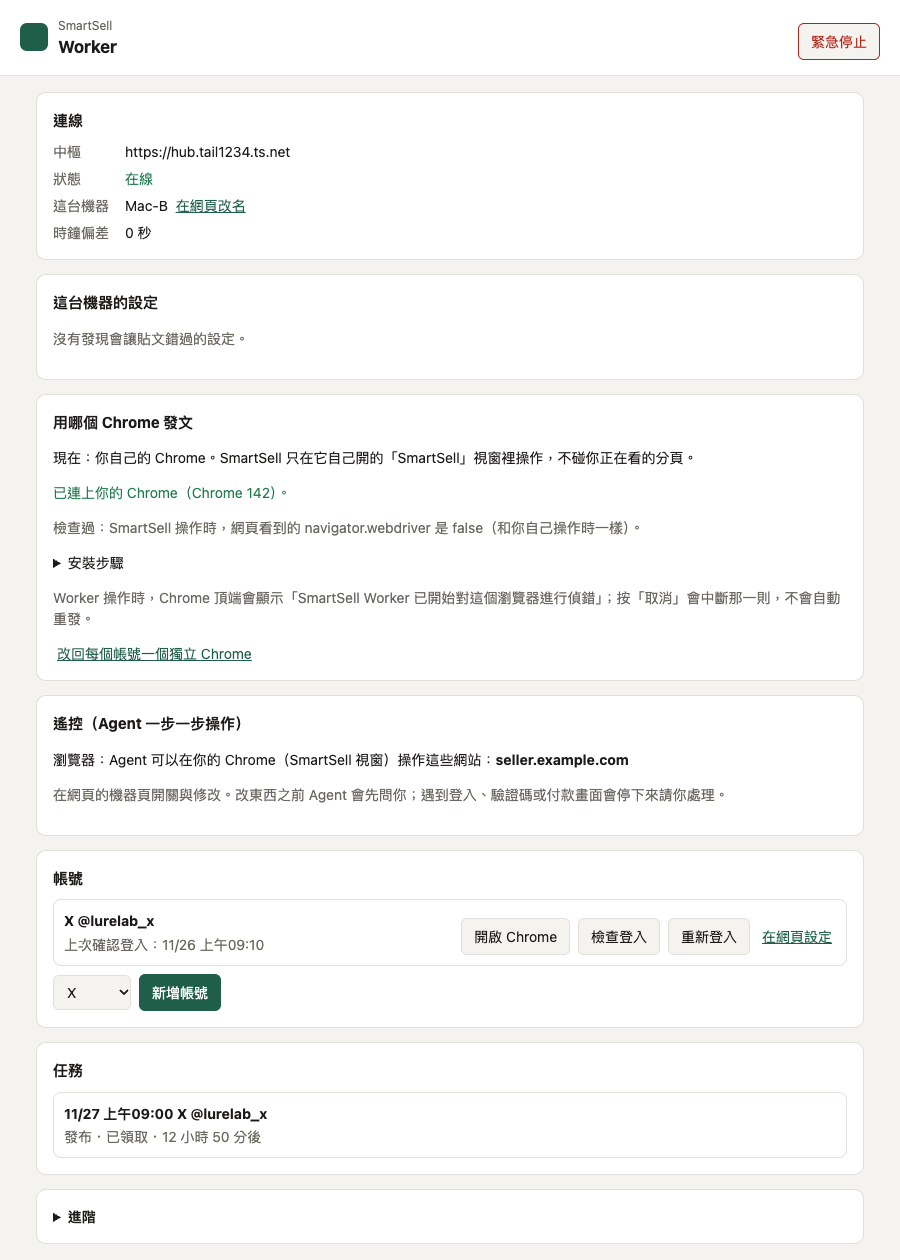 SmartSell
Worker
緊急停止
連線
中樞 https://hub.tail1234.ts.net
狀態 在線
這台機器 Mac-B 在網頁改名
時鐘偏差 0 秒
這台機器的設定
沒有發現會讓貼文錯過的設定。
用哪個 Chrome 發文
現在：你自己的 Chrome。SmartSell 只在它自己開的「SmartSell」視窗裡操作，不碰你正在看的分頁。
已連上你的 Chrome（Chrome 142）。
檢查過：SmartSell 操作時，網頁看到的 navigator.webdriver 是 false（和你自己操作時一樣）。
▶ 安裝步驟
Worker 操作時，Chrome 頂端會顯示「SmartSell Worker 已開始對這個瀏覽器進行偵錯」；按「取消」會中斷那一則，不會自動
重發。
改回每個帳號一個獨立 Chrome
遙控（Agent 一步一步操作）
瀏覽器：Agent 可以在你的 Chrome（SmartSell 視窗）操作這些網站：seller.example.com
在網頁的機器頁開關與修改。改東西之前 Agent 會先問你；遇到登入、驗證碼或付款畫面會停下來請你處理。
帳號
X @lurelab_x
上次確認登入：11/26 上午09:10
開啟 Chrome 檢查登入 重新登入 在網頁設定
X 新增帳號
任務
11/27 上午09:00 X @lurelab_x
發布・已領取・12 小時 50 分後
▶ 進階